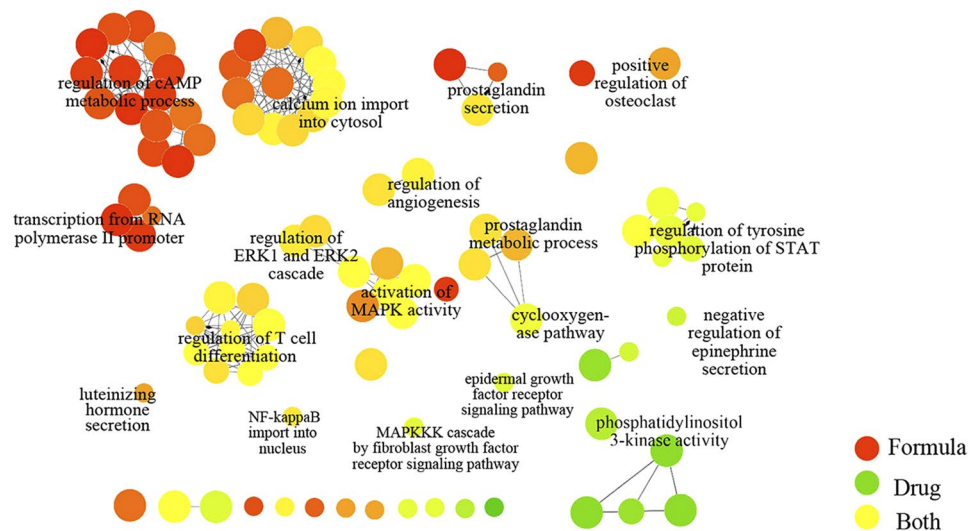 regulation of cAMP
metabolic process
calcium ion import
into cytosol
prostaglandin
secretion
positive
regulation of
osteoclast
transcription from RNA
polymerase II promoter
regulation of
ERK1 and ERK2
cascade
regulation of
angiogenesis
prostaglandin
metabolic process
regulation of tyrosine
phosphorylation of STAT
protein
activation of
MAPK activity
cyclooxygen-
ase pathway
regulation of T cell
differentiation
negative
regulation of
epinephrine
secretion
luteinizing
hormone
secretion
NF-kappaB
import into
nucleus
MAPKKK cascade
by fibroblast growth factor
receptor signaling pathway
epidermal growth
factor receptor
signaling pathway
phosphatidylinositol
3-kinase activity
Formula
Drug
Both